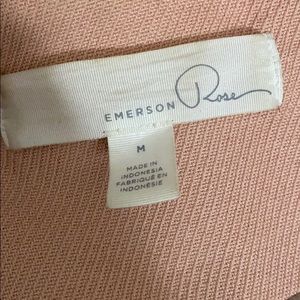 EMERSON Rose
M
MADE IN
INDONESIA
FABRIQUÉ EN
INDONÉSIE